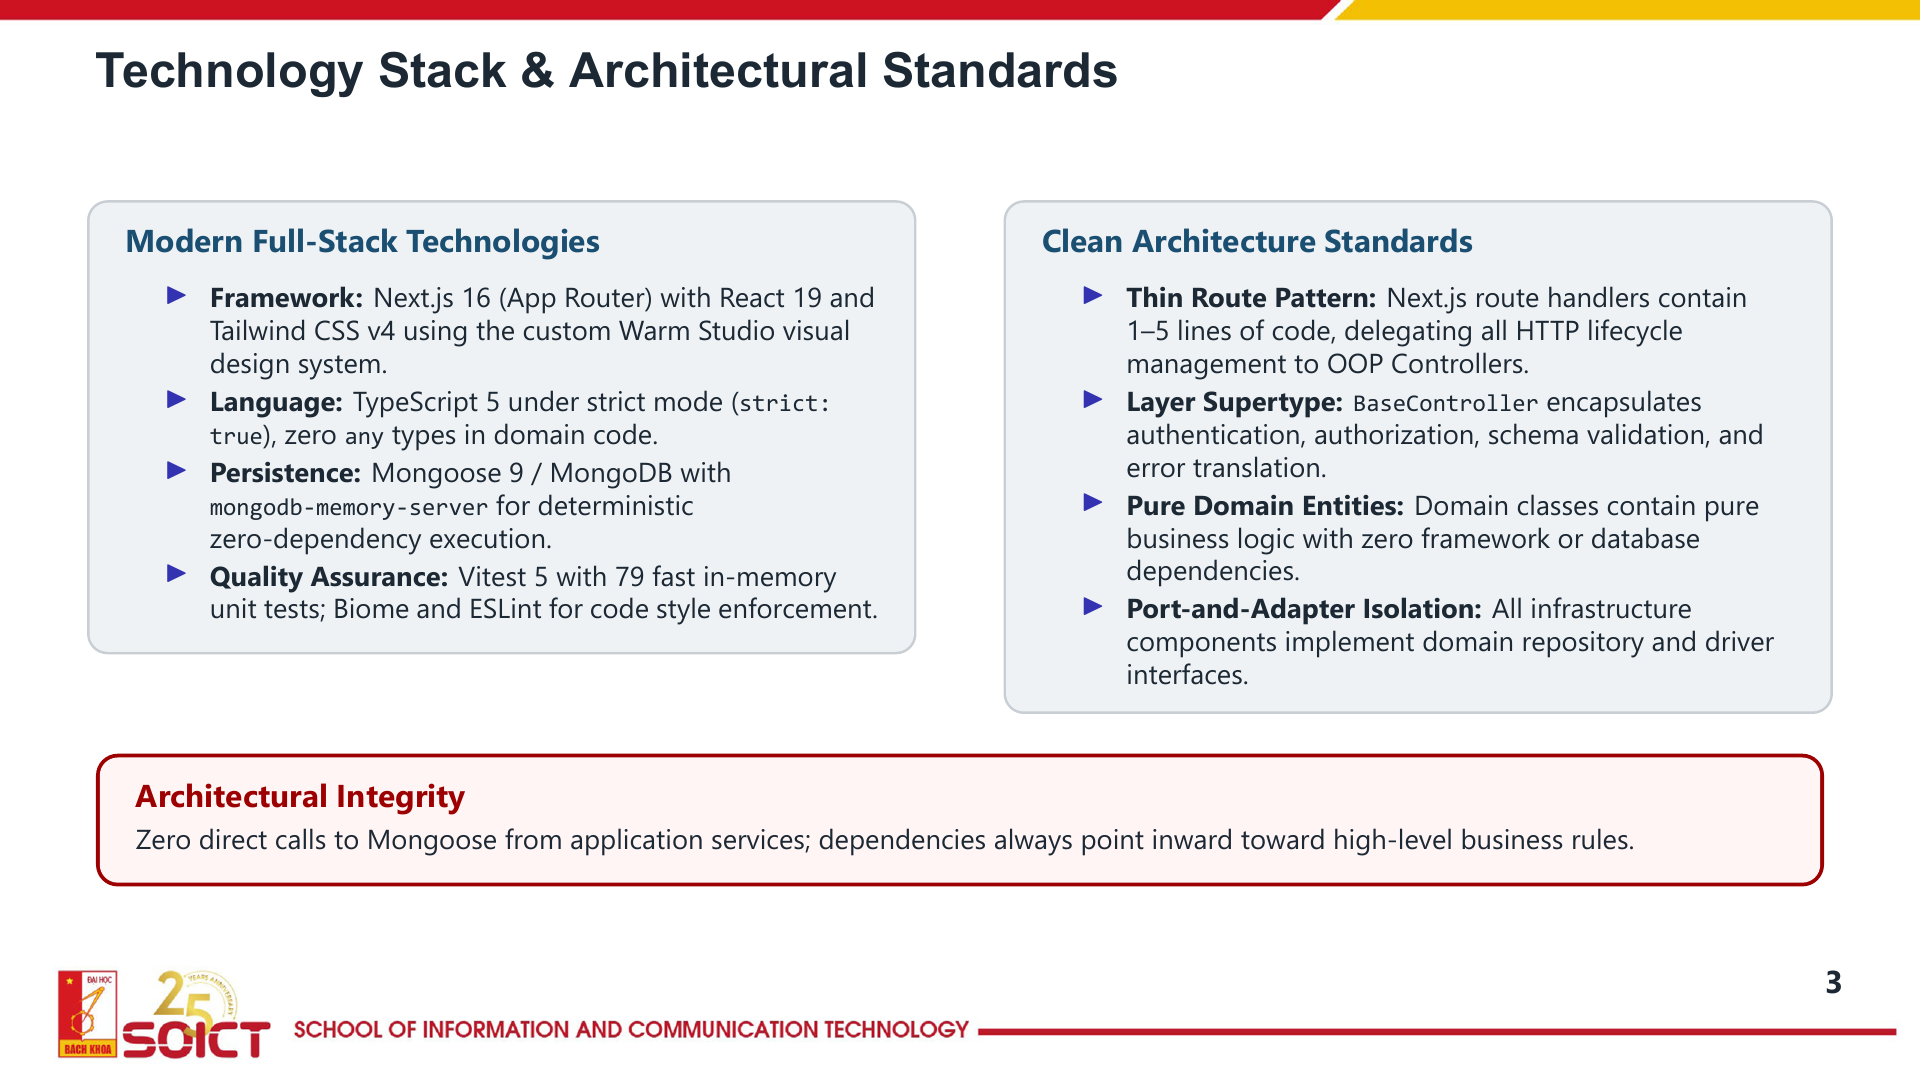 Technology Stack & Architectural Standards
Modern Full-Stack Technologies
Framework: Next.js 16 (App Router) with React 19 and
Tailwind CSS v4 using the custom Warm Studio visual
design system.
Language: TypeScript 5 under strict mode (strict:
true), zero any types in domain code.
Persistence: Mongoose 9 / MongoDB with
mongodb-memory-server for deterministic
zero-dependency execution.
Quality Assurance: Vitest 5 with 79 fast in-memory
unit tests; Biome and ESLint for code style enforcement.
Clean Architecture Standards
Thin Route Pattern: Next.js route handlers contain
1–5 lines of code, delegating all HTTP lifecycle
management to OOP Controllers.
Layer Supertype: BaseController encapsulates
authentication, authorization, schema validation, and
error translation.
Pure Domain Entities: Domain classes contain pure
business logic with zero framework or database
dependencies.
Port-and-Adapter Isolation: All infrastructure
components implement domain repository and driver
interfaces.
Architectural Integrity
Zero direct calls to Mongoose from application services; dependencies always point inward toward high-level business rules.
3
ĐẠI HỌC
BÁCH KHOA
25
YEARS ANNIVERSARY
SOICT
SCHOOL OF INFORMATION AND COMMUNICATION TECHNOLOGY